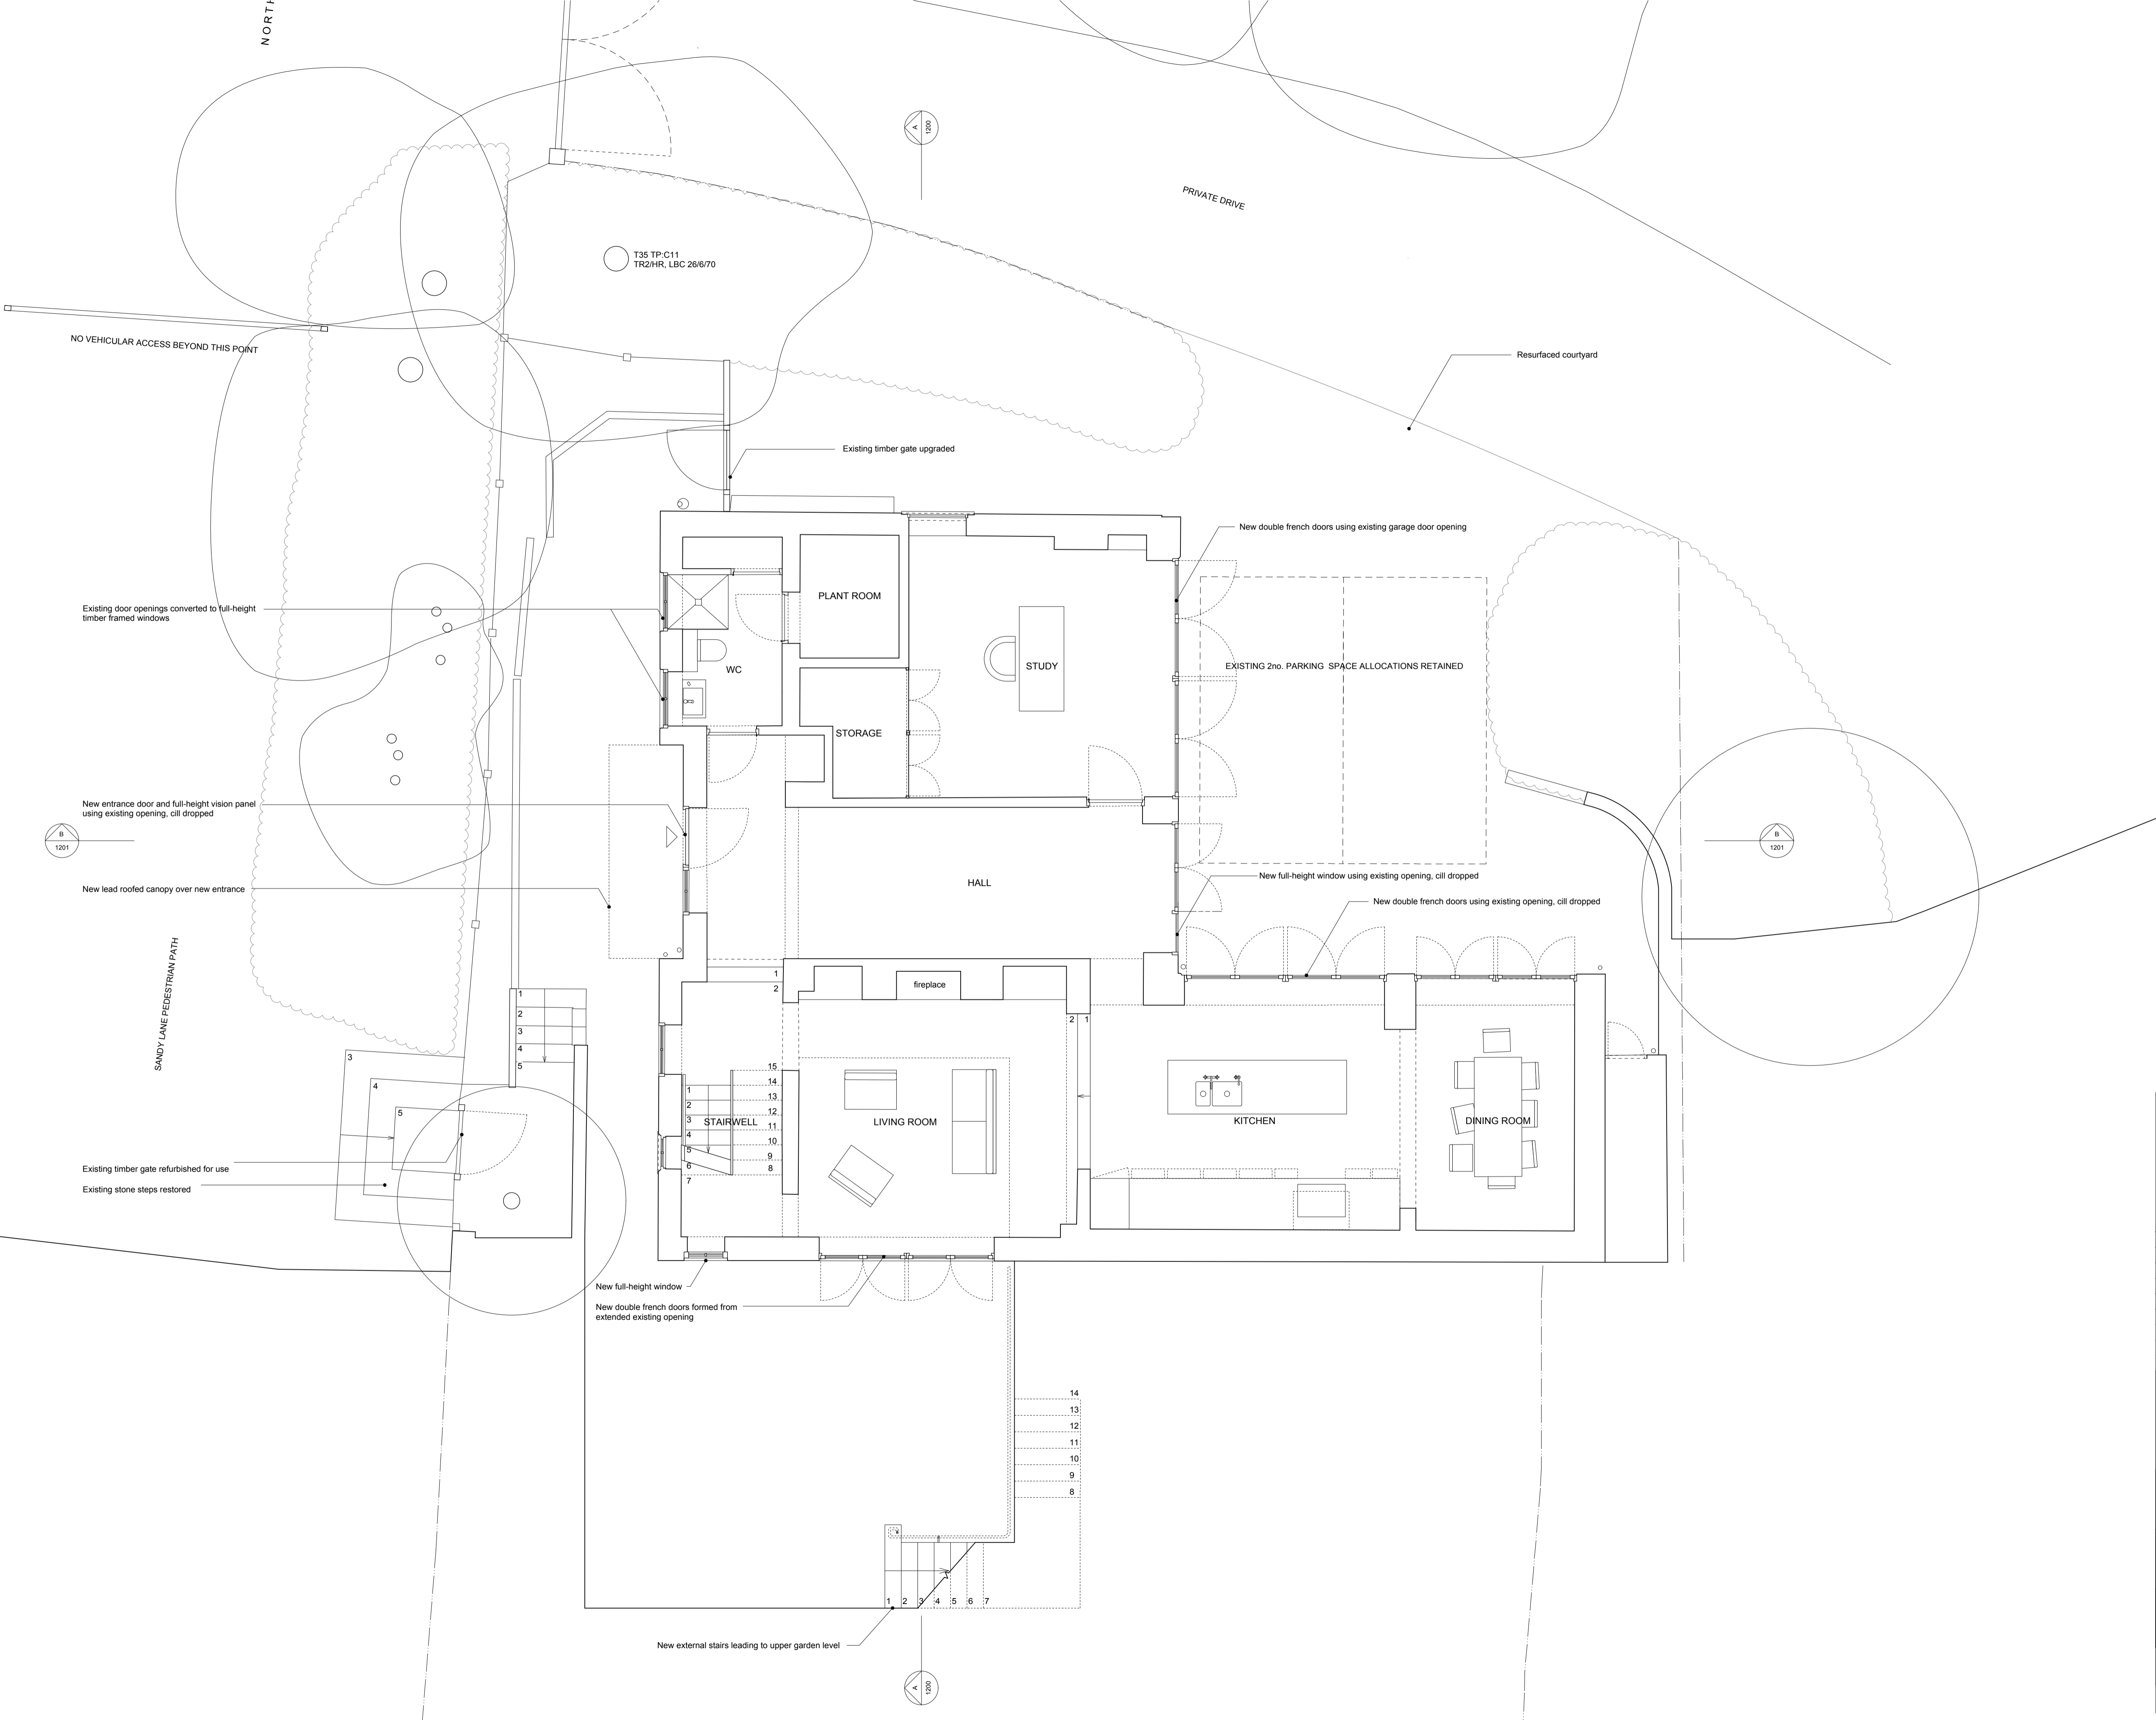 NORTH
A
1200
PRIVATE DRIVE
T35 TP:C11
TR2/HR, LBC 26/6/70
NO VEHICULAR ACCESS BEYOND THIS POINT
Resurfaced courtyard
Existing timber gate upgraded
New double french doors using existing garage door opening
PLANT ROOM
Existing door openings converted to full-height
timber framed windows
WC
STUDY
EXISTING 2no. PARKING SPACE ALLOCATIONS RETAINED
STORAGE
New entrance door and full-height vision panel
using existing opening, cill dropped
B
1201
B
1201
New lead roofed canopy over new entrance
HALL
New full-height window using existing opening, cill dropped
New double french doors using existing opening, cill dropped
SANDY LANE PEDESTRIAN PATH
1
2
fireplace
1
2
3
4
5
2 1
3
4
5
15
14
13
12
11
10
9
8
1
2
3
4
5
6
7
STAIRWELL
LIVING ROOM
KITCHEN
DINING ROOM
Existing timber gate refurbished for use
Existing stone steps restored
New full-height window
New double french doors formed from
extended existing opening
14
13
12
11
10
9
8
1 2 3 4 5 6 7
New external stairs leading to upper garden level
A
1200